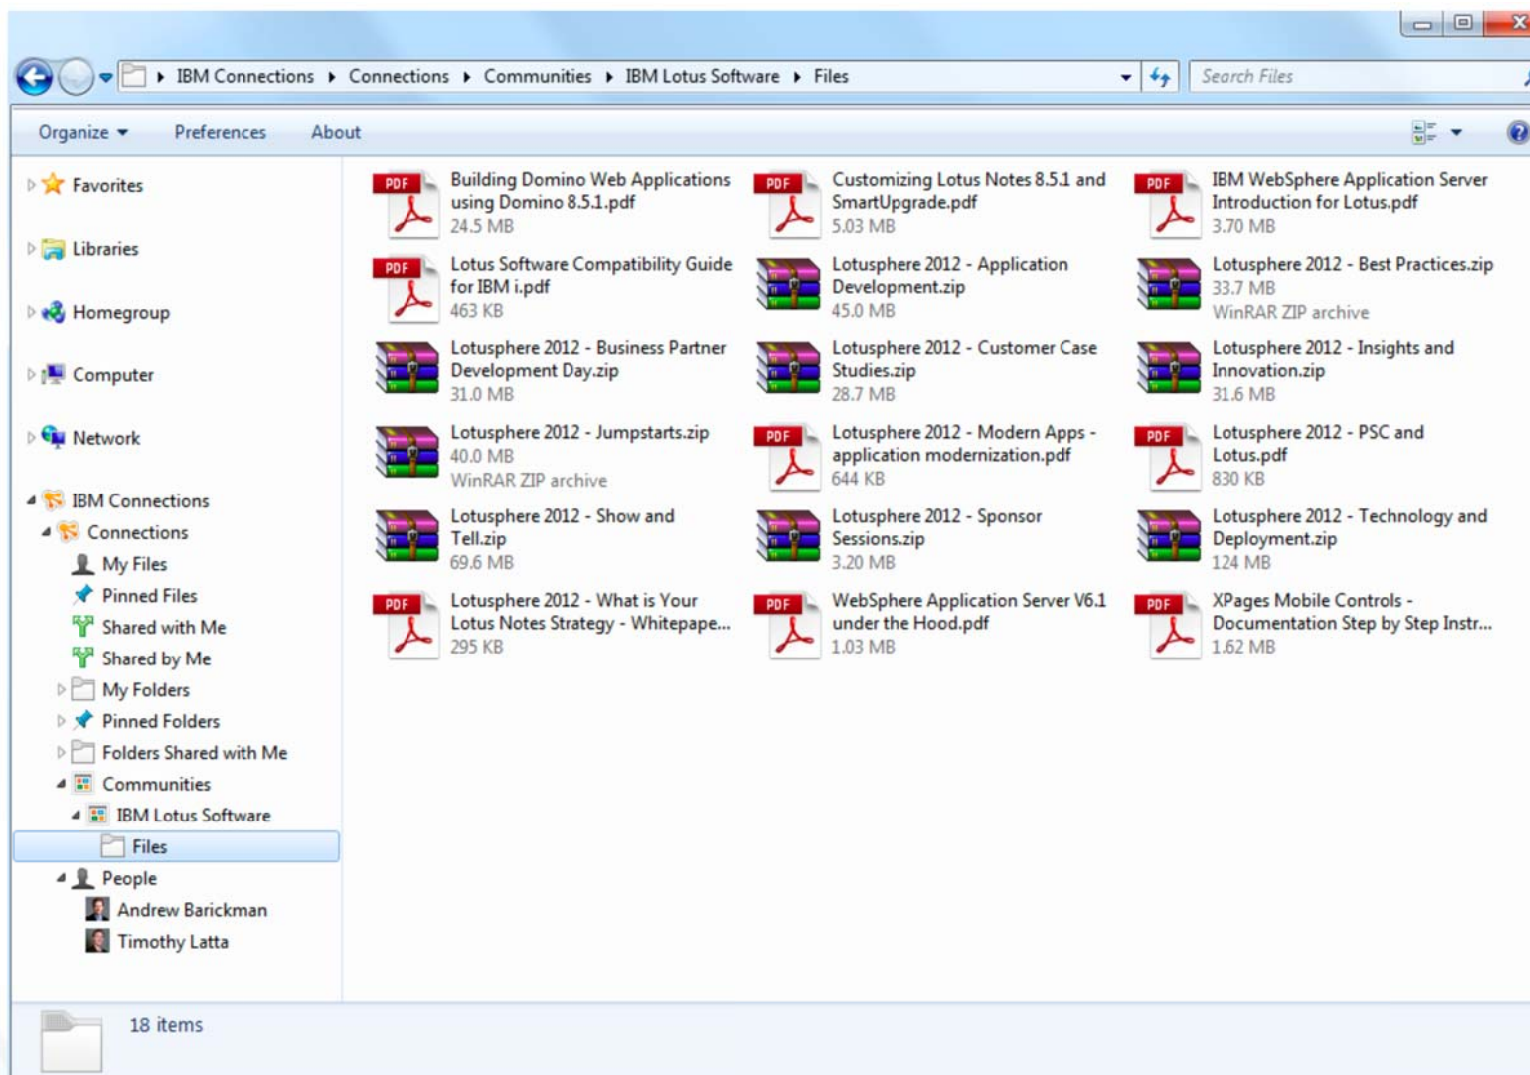 IBM Connections Connections Communities IBM Lotus Software Files
Search Files
Organize Preferences About
Favorites
Libraries
Homegroup
Computer
Network
IBM Connections
Connections
My Files
Pinned Files
Shared with Me
Shared by Me
My Folders
Pinned Folders
Folders Shared with Me
Communities
IBM Lotus Software
Files
People
Andrew Barickman
Timothy Latta
PDF
Building Domino Web Applications
using Domino 8.5.1.pdf
24.5 MB
PDF
Customizing Lotus Notes 8.5.1 and
SmartUpgrade.pdf
5.03 MB
PDF
IBM WebSphere Application Server
Introduction for Lotus.pdf
3.70 MB
PDF
Lotus Software Compatibility Guide
for IBM i.pdf
463 KB
Lotusphere 2012 - Application
Development.zip
45.0 MB
Lotusphere 2012 - Best Practices.zip
33.7 MB
WinRAR ZIP archive
Lotusphere 2012 - Business Partner
Development Day.zip
31.0 MB
Lotusphere 2012 - Customer Case
Studies.zip
28.7 MB
Lotusphere 2012 - Insights and
Innovation.zip
31.6 MB
Lotusphere 2012 - Jumpstarts.zip
40.0 MB
WinRAR ZIP archive
PDF
Lotusphere 2012 - Modern Apps -
application modernization.pdf
644 KB
PDF
Lotusphere 2012 - PSC and
Lotus.pdf
830 KB
Lotusphere 2012 - Show and
Tell.zip
69.6 MB
Lotusphere 2012 - Sponsor
Sessions.zip
3.20 MB
Lotusphere 2012 - Technology and
Deployment.zip
124 MB
PDF
Lotusphere 2012 - What is Your
Lotus Notes Strategy - Whitepape...
295 KB
PDF
WebSphere Application Server V6.1
under the Hood.pdf
1.03 MB
PDF
XPages Mobile Controls -
Documentation Step by Step Instr...
1.62 MB
18 items